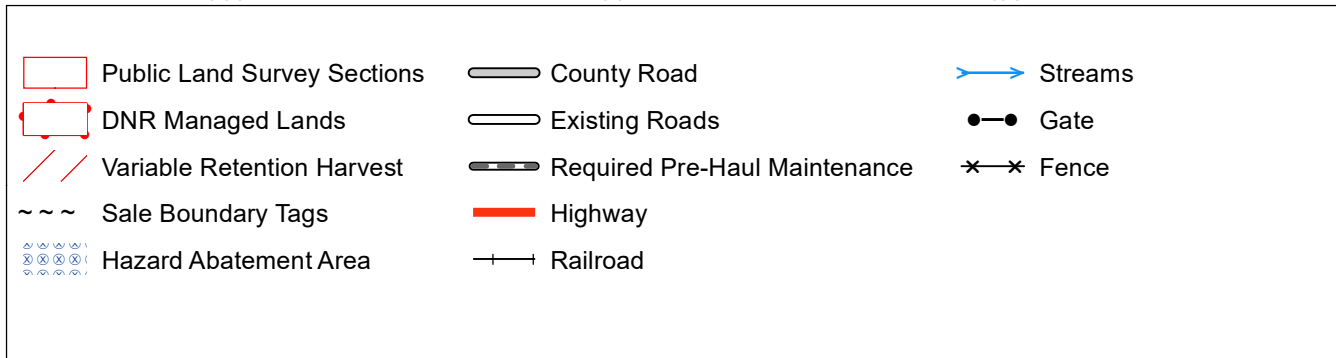 Public Land Survey Sections
DNR Managed Lands
Variable Retention Harvest
Sale Boundary Tags
Hazard Abatement Area
County Road
Existing Roads
Required Pre-Haul Maintenance
Highway
Railroad
Streams
Gate
Fence